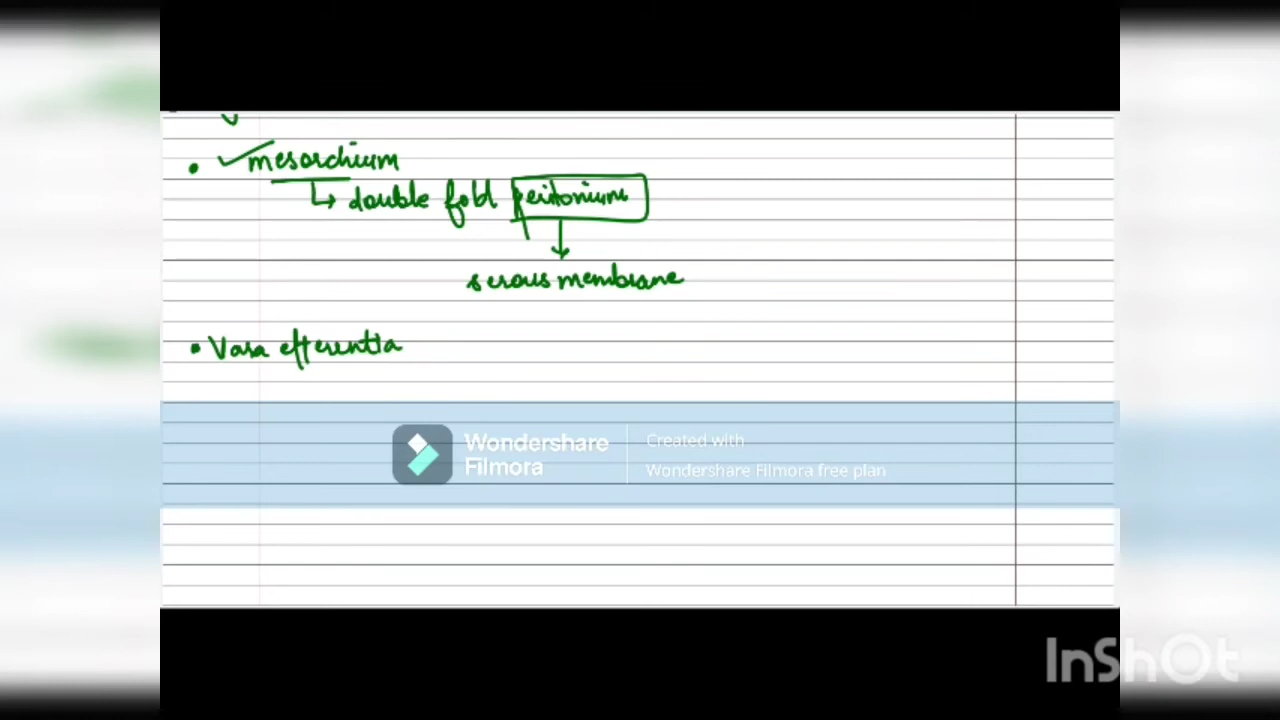 • ✓mesorchium
↳ double fold peritonium
↓
serous membrane
• Vasa efferentia
Wondershare Filmora
Created with
Wondershare Filmora free plan
InShOt